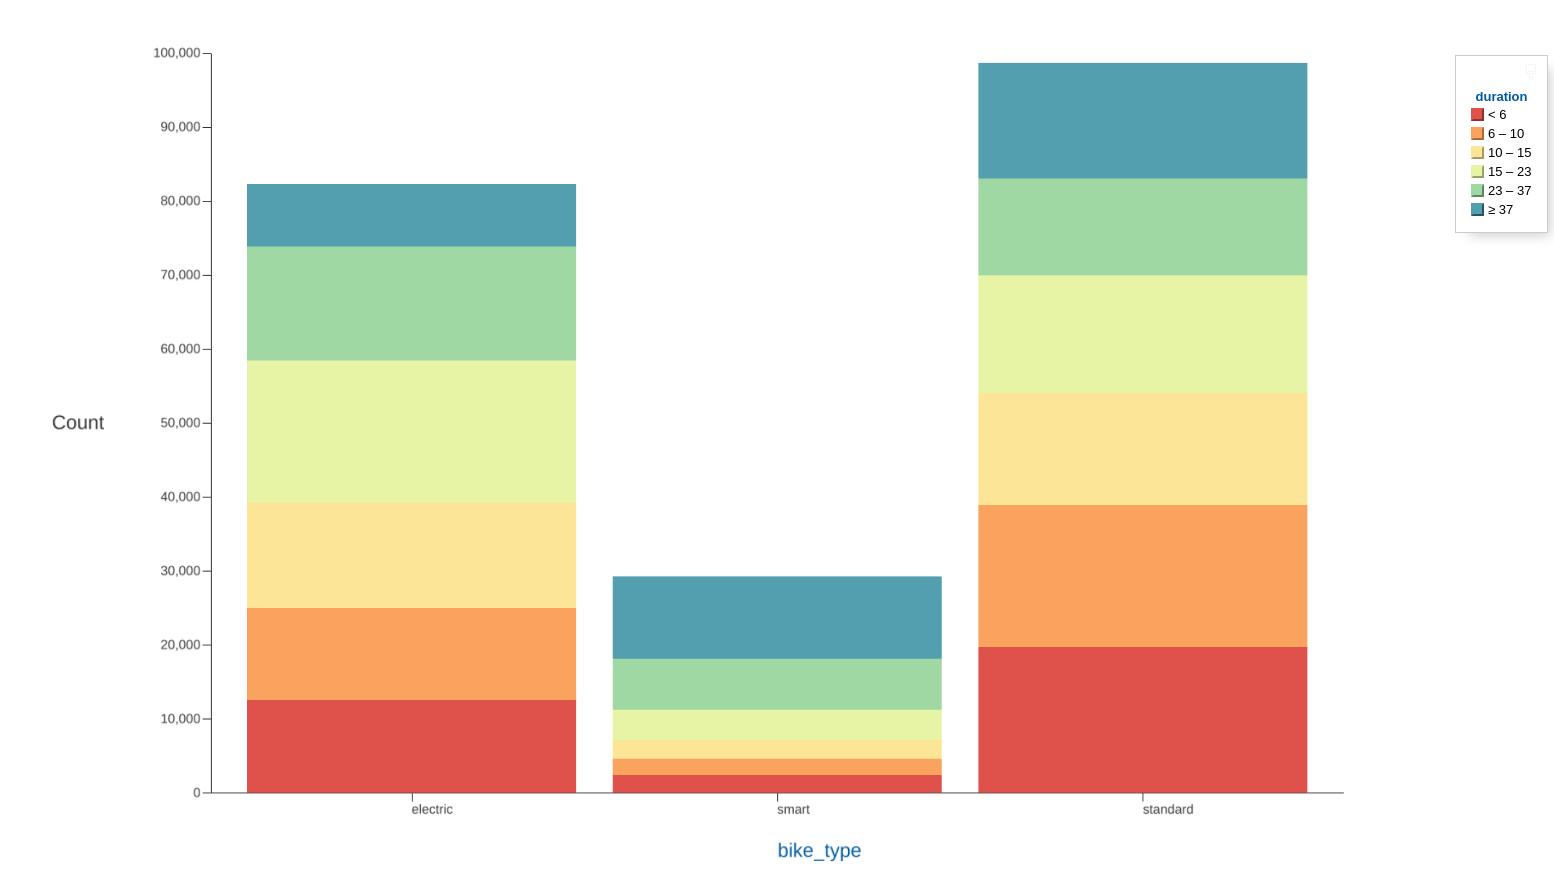 100,000
90,000
80,000
70,000
60,000
50,000
40,000
30,000
20,000
10,000
0
Count
electric
smart
standard
bike_type
duration
< 6
6 – 10
10 – 15
15 – 23
23 – 37
≥ 37